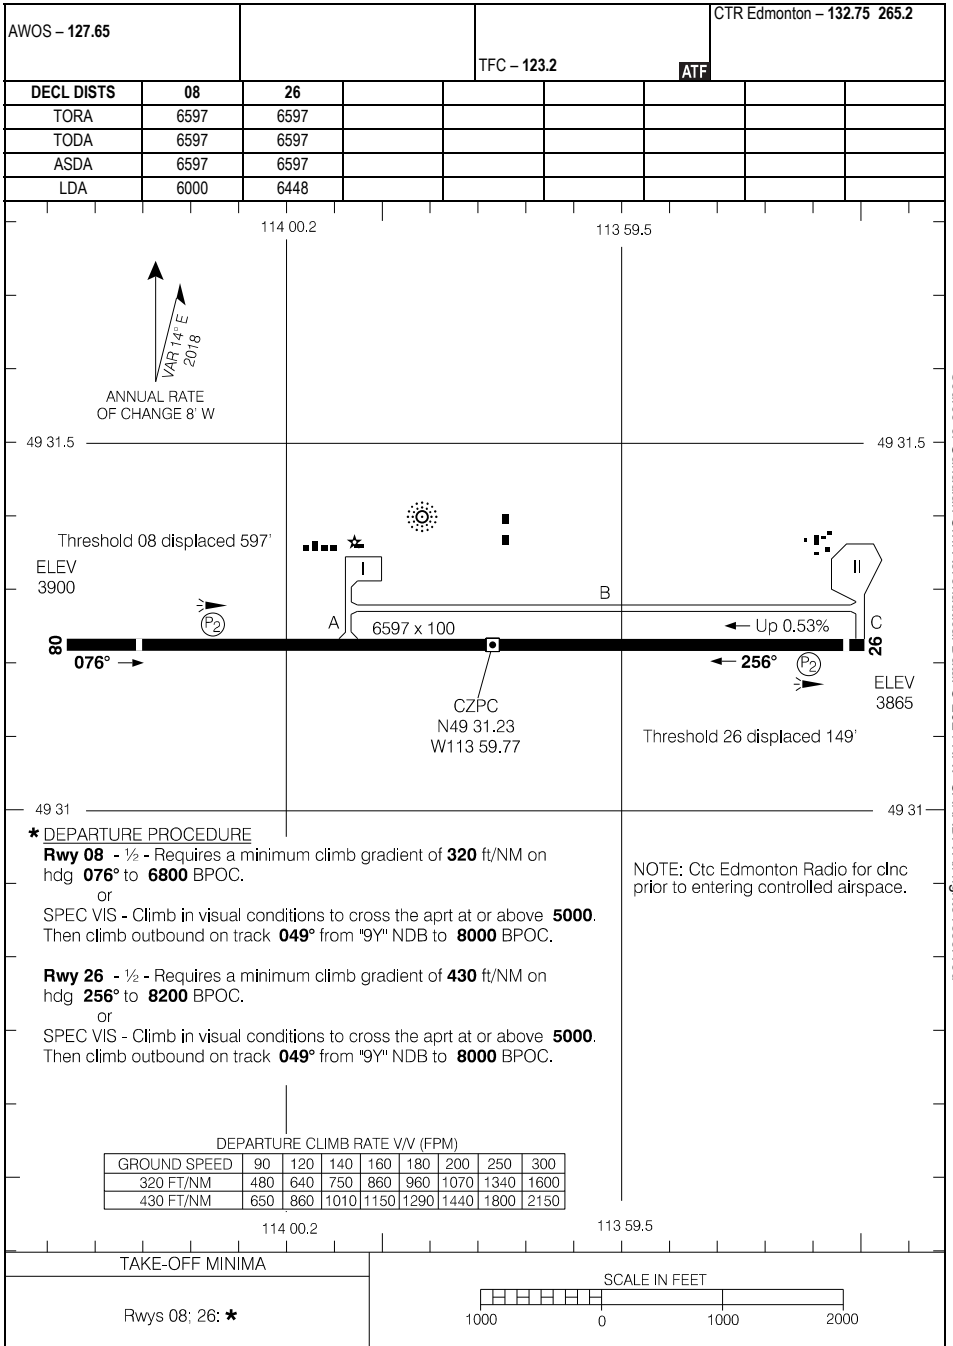 AWOS – 127.65
TFC – 123.2
ATF
CTR Edmonton – 132.75 265.2
DECL DISTS 08 26
TORA 6597 6597
TODA 6597 6597
ASDA 6597 6597
LDA 6000 6448
114 00.2
113 59.5
VAR 14° E
2018
ANNUAL RATE
OF CHANGE 8' W
49 31.5
49 31.5
Threshold 08 displaced 597'
ELEV
3900
I
II
B
P2
A
6597 x 100
Up 0.53%
C
08
26
076°
256°
P2
ELEV
3865
CZPC
N49 31.23
W113 59.77
Threshold 26 displaced 149'
49 31
49 31
* DEPARTURE PROCEDURE
Rwy 08 - ½ - Requires a minimum climb gradient of 320 ft/NM on
hdg 076° to 6800 BPOC.
or
SPEC VIS - Climb in visual conditions to cross the aprt at or above 5000.
Then climb outbound on track 049° from "9Y" NDB to 8000 BPOC.
Rwy 26 - ½ - Requires a minimum climb gradient of 430 ft/NM on
hdg 256° to 8200 BPOC.
or
SPEC VIS - Climb in visual conditions to cross the aprt at or above 5000.
Then climb outbound on track 049° from "9Y" NDB to 8000 BPOC.
NOTE: Ctc Edmonton Radio for clnc
prior to entering controlled airspace.
DEPARTURE CLIMB RATE V/V (FPM)
GROUND SPEED 90 120 140 160 180 200 250 300
320 FT/NM 480 640 750 860 960 1070 1340 1600
430 FT/NM 650 860 1010 1150 1290 1440 1800 2150
114 00.2
113 59.5
TAKE-OFF MINIMA
Rwys 08; 26: *
SCALE IN FEET
1000 0 1000 2000